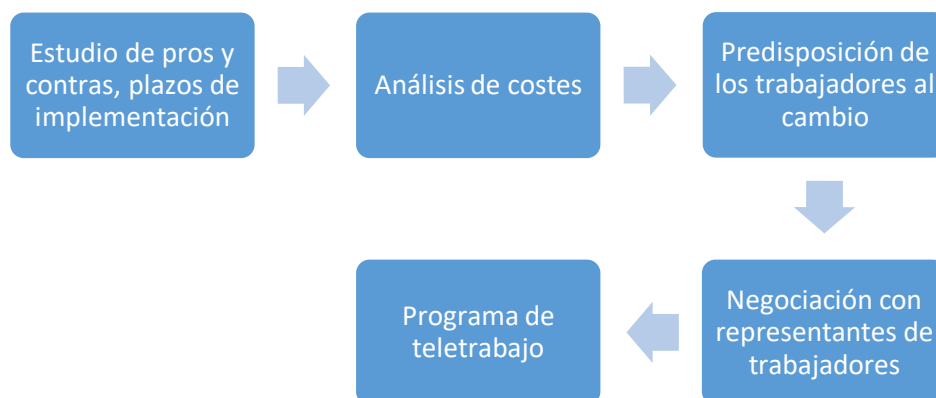 Estudio de pros y
contras, plazos de
implementación
Análisis de costes
Predisposición de
los trabajadores al
cambio
Negociación con
representantes de
trabajadores
Programa de
teletrabajo